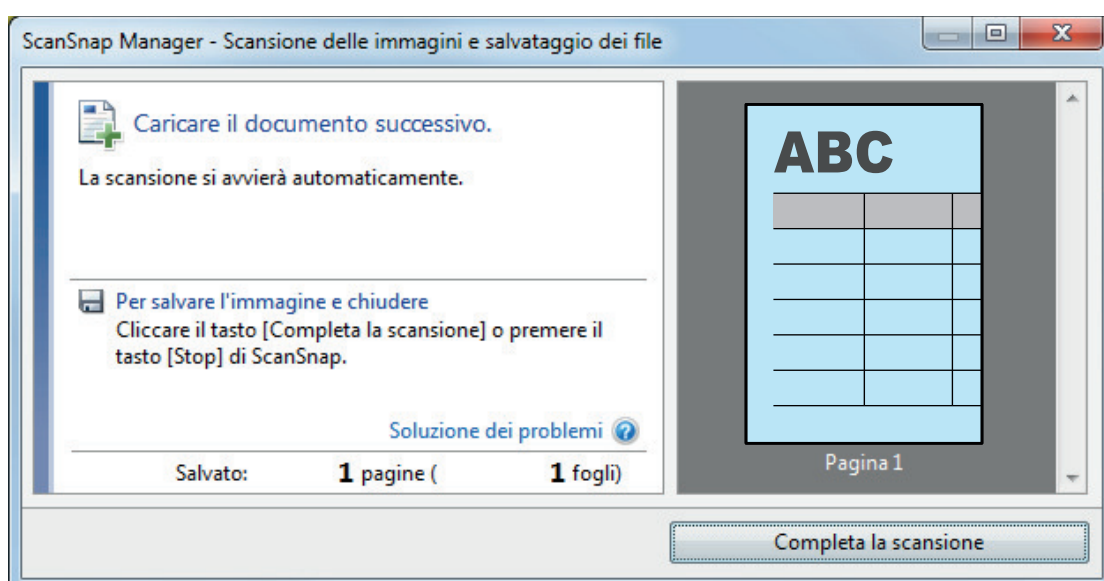 ScanSnap Manager - Scansione delle immagini e salvataggio dei file
Caricare il documento successivo.
La scansione si avvierà automaticamente.
Per salvare l'immagine e chiudere
Cliccare il tasto [Completa la scansione] o premere il
tasto [Stop] di ScanSnap.
Soluzione dei problemi
Salvato: 1 pagine ( 1 fogli)
ABC
Pagina 1
Completa la scansione